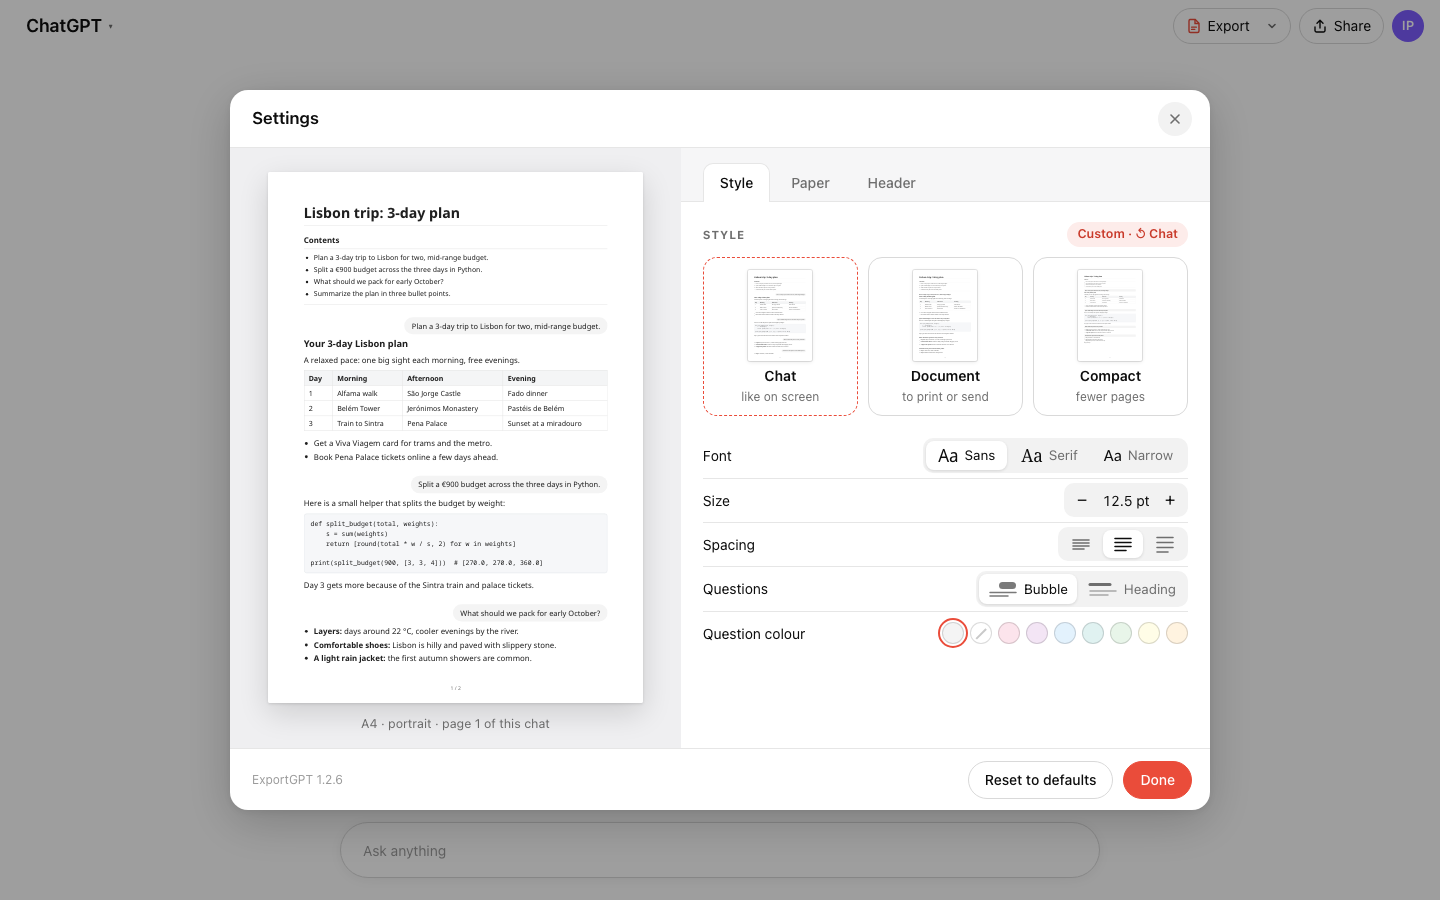 ChatGPT
Export
Share
IP
Settings
Lisbon trip: 3-day plan
Contents
• Plan a 3-day trip to Lisbon for two, mid-range budget.
• Split a €900 budget across the three days in Python.
• What should we pack for early October?
• Summarize the plan in three bullet points.
Plan a 3-day trip to Lisbon for two, mid-range budget.
Your 3-day Lisbon plan
A relaxed pace: one big sight each morning, free evenings.
Day Morning Afternoon Evening
1 Alfama walk São Jorge Castle Fado dinner
2 Belém Tower Jerónimos Monastery Pastéis de Belém
3 Train to Sintra Pena Palace Sunset at a miradouro
• Get a Viva Viagem card for trams and the metro.
• Book Pena Palace tickets online a few days ahead.
Split a €900 budget across the three days in Python.
Here is a small helper that splits the budget by weight:
def split_budget(total, weights):
    s = sum(weights)
    return [round(total * w / s, 2) for w in weights]
print(split_budget(900, [3, 3, 4]))  # [270.0, 270.0, 360.0]
Day 3 gets more because of the Sintra train and palace tickets.
What should we pack for early October?
• Layers: days around 22 °C, cooler evenings by the river.
• Comfortable shoes: Lisbon is hilly and paved with slippery stone.
• A light rain jacket: the first autumn showers are common.
1 / 2
A4 · portrait · page 1 of this chat
Style Paper Header
STYLE
Custom · Chat
Chat
like on screen
Document
to print or send
Compact
fewer pages
Font
Aa Sans Aa Serif Aa Narrow
Size
− 12.5 pt +
Spacing
Questions
Bubble Heading
Question colour
ExportGPT 1.2.6
Reset to defaults
Done
Ask anything